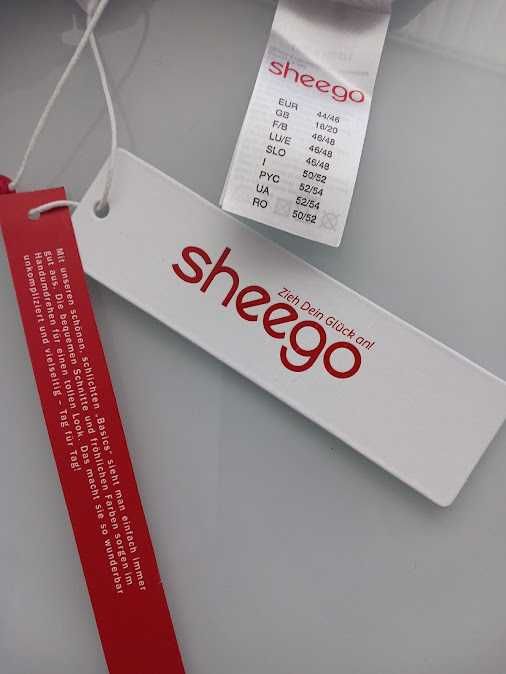 sheego
EUR 44/46
GB 16/20
F/B 46/48
LU/E 46/48
SLO 46/48
I 50/52
PYC 52/54
UA 52/54
RO 50/52
sheego
Zieh Dein Glück an!
Mit unseren schönen, schlichten „Basics“ sieht man einfach immer
gut aus. Die bequemen Schnitte und fröhlichen Farben sorgen im
Handumdrehen für einen tollen Look. Das macht sie so wunderbar
unkompliziert und vielseitig – Tag für Tag!